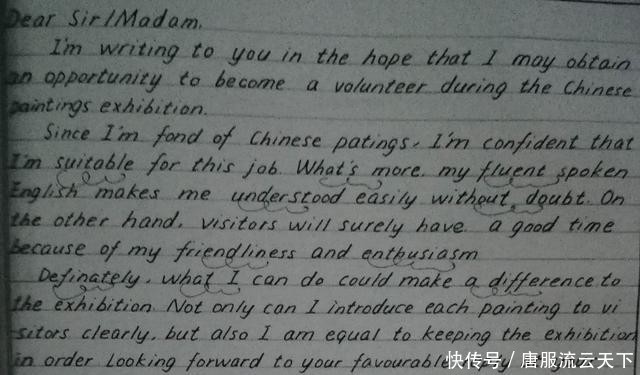 Dear Sir/Madam,
I'm writing to you in the hope that I may obtain
an opportunity to become a volunteer during the Chinese
paintings exhibition.
Since I'm fond of Chinese patings, I'm confident that
I'm suitable for this job. What's more, my fluent spoken
English makes me understood easily without doubt. On
the other hand, visitors will surely have a good time
because of my friendliness and enthusiasm
Definately, what I can do could make a difference to
the exhibition. Not only can I introduce each painting to vi
sitors clearly, but also I am equal to keeping the exhibition
in order Looking forward to your favourable
快传号 / 唐服流云天下